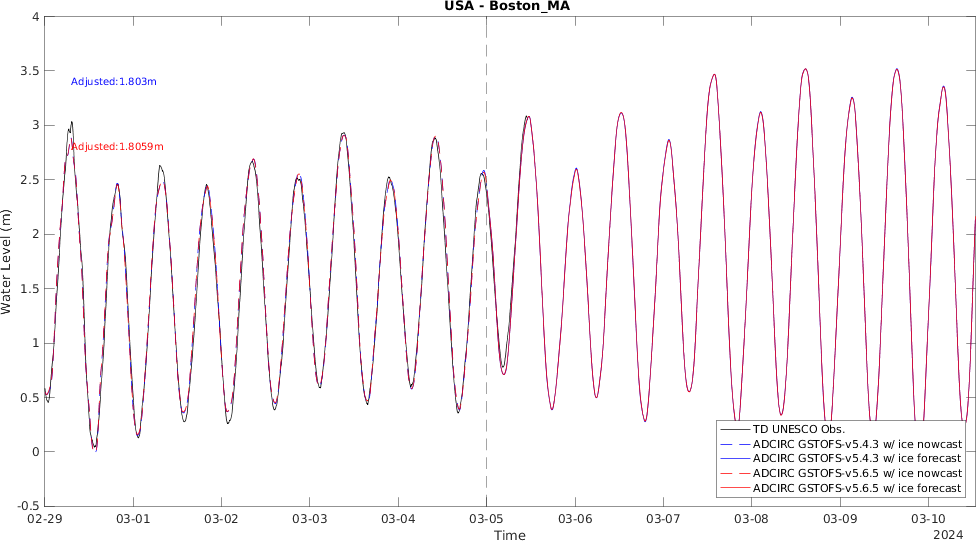 USA - Boston_MA
4
3.5
3
2.5
2
1.5
1
0.5
0
-0.5
Water Level (m)
Adjusted:1.803m
Adjusted:1.8059m
TD UNESCO Obs.
ADCIRC GSTOFS-v5.4.3 w/ ice nowcast
ADCIRC GSTOFS-v5.4.3 w/ ice forecast
ADCIRC GSTOFS-v5.6.5 w/ ice nowcast
ADCIRC GSTOFS-v5.6.5 w/ ice forecast
02-29 03-01 03-02 03-03 03-04 03-05 03-06 03-07 03-08 03-09 03-10
Time
2024